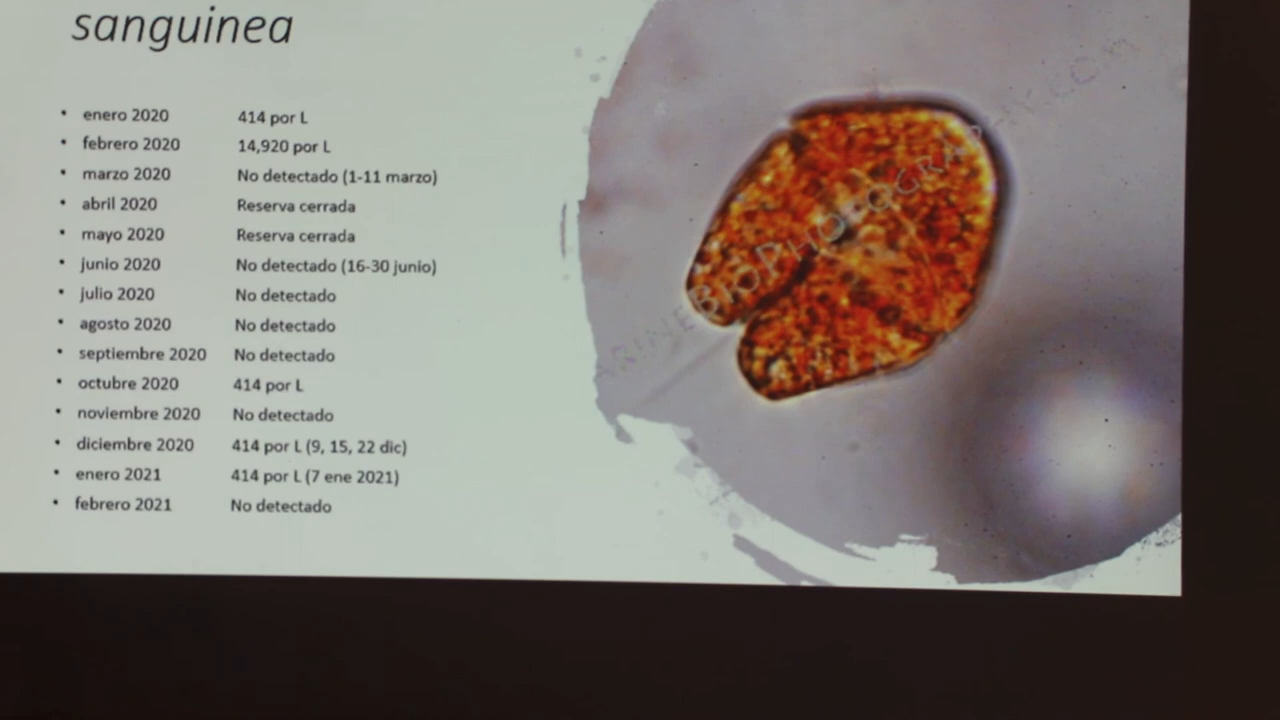 sanguinea
• enero 2020 414 por L
• febrero 2020 14,920 por L
• marzo 2020 No detectado (1-11 marzo)
• abril 2020 Reserva cerrada
• mayo 2020 Reserva cerrada
• junio 2020 No detectado (16-30 junio)
• julio 2020 No detectado
• agosto 2020 No detectado
• septiembre 2020 No detectado
• octubre 2020 414 por L
• noviembre 2020 No detectado
• diciembre 2020 414 por L (9, 15, 22 dic)
• enero 2021 414 por L (7 ene 2021)
• febrero 2021 No detectado